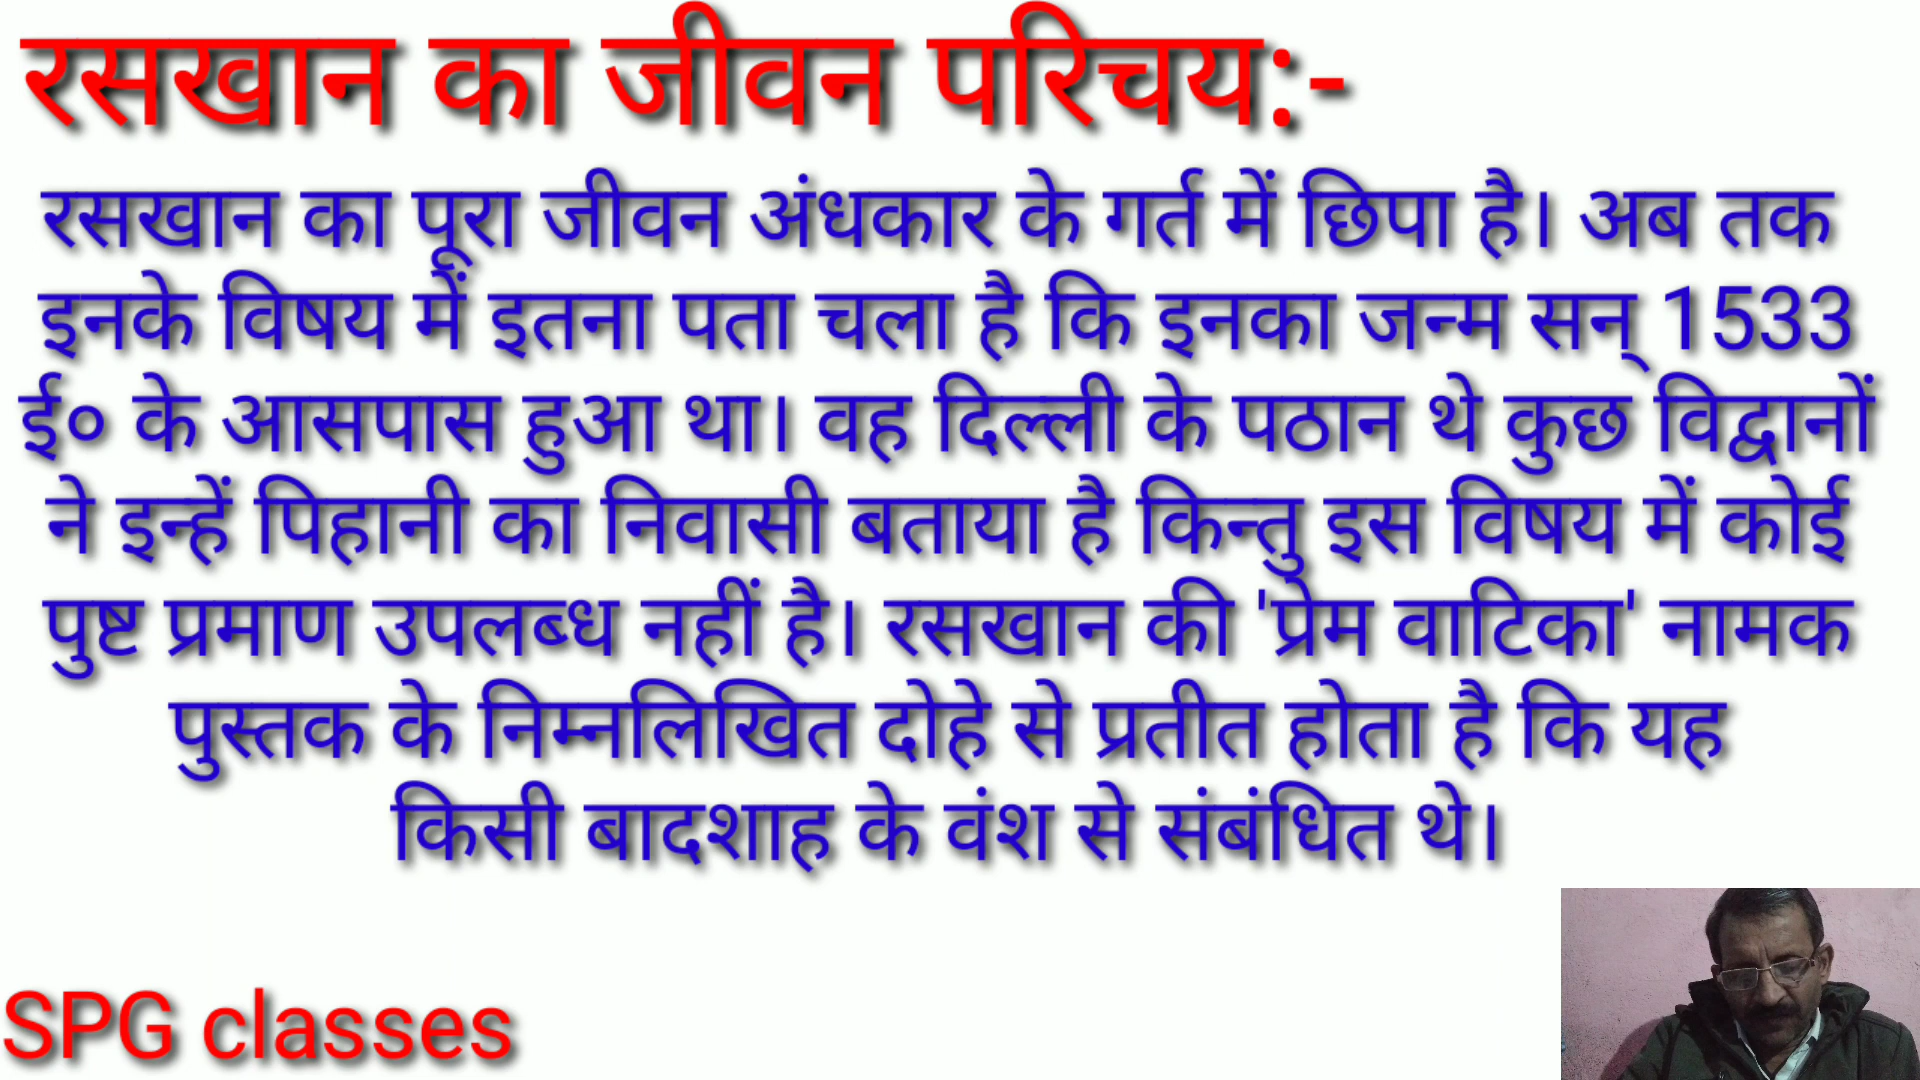 रसखान का जीवन परिचय:-
रसखान का पूरा जीवन अंधकार के गर्त में छिपा है। अब तक
इनके विषय में इतना पता चला है कि इनका जन्म सन् 1533
ई० के आसपास हुआ था। वह दिल्ली के पठान थे कुछ विद्वानों
ने इन्हें पिहानी का निवासी बताया है किन्तु इस विषय में कोई
पुष्ट प्रमाण उपलब्ध नहीं है। रसखान की 'प्रेम वाटिका' नामक
पुस्तक के निम्नलिखित दोहे से प्रतीत होता है कि यह
किसी बादशाह के वंश से संबंधित थे।
SPG classes